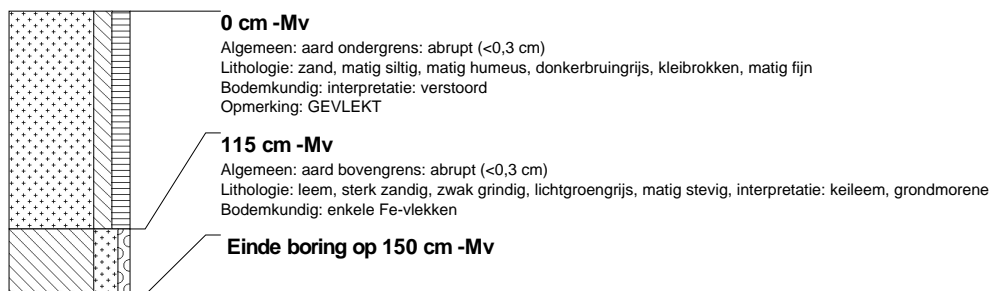 0 cm -Mv
Algemeen: aard ondergrens: abrupt (<0,3 cm)
Lithologie: zand, matig siltig, matig humeus, donkerbruingrijs, kleibrokken, matig fijn
Bodemkundig: interpretatie: verstoord
Opmerking: GEVLEKT
115 cm -Mv
Algemeen: aard bovengrens: abrupt (<0,3 cm)
Lithologie: leem, sterk zandig, zwak grindig, lichtgroengrijs, matig stevig, interpretatie: keileem, grondmorene
Bodemkundig: enkele Fe-vlekken
Einde boring op 150 cm -Mv